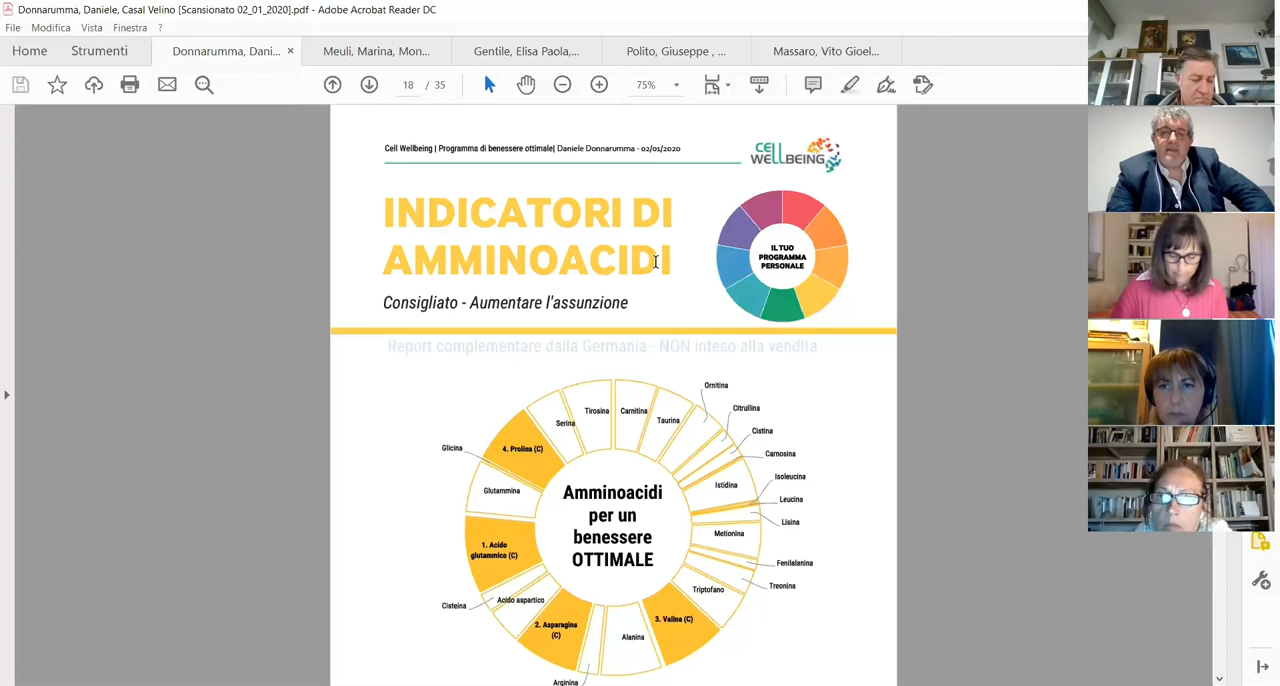 Donnarumma, Daniele, Casal Velino [Scansionato 02_01_2020].pdf - Adobe Acrobat Reader DC
File Modifica Vista Finestra ?
Home Strumenti Donnarumma, Dani... × Meuli, Marina, Mon... Gentile, Elisa Paola,... Polito, Giuseppe , ... Massaro, Vito Gioel...
18 / 35 75%
Cell Wellbeing | Programma di benessere ottimale| Daniele Donnarumma - 02/01/2020
CELL
WELLBEING
INDICATORI DI
AMMINOACIDI
IL TUO
PROGRAMMA
PERSONALE
Consigliato - Aumentare l'assunzione
Report complementare dalla Germania - NON inteso alla vendita
Ornitina
Citrullina
Cistina
Carnosina
Istidina
Isoleucina
Leucina
Lisina
Metionina
Fenilalanina
Treonina
Triptofano
3. Valina (C)
Alanina
Arginina
2. Asparagina
(C)
Acido aspartico
Cisteina
1. Acido
glutammico (C)
Glutammina
Glicina
4. Prolina (C)
Serina
Tirosina
Carnitina
Taurina
Amminoacidi
per un
benessere
OTTIMALE